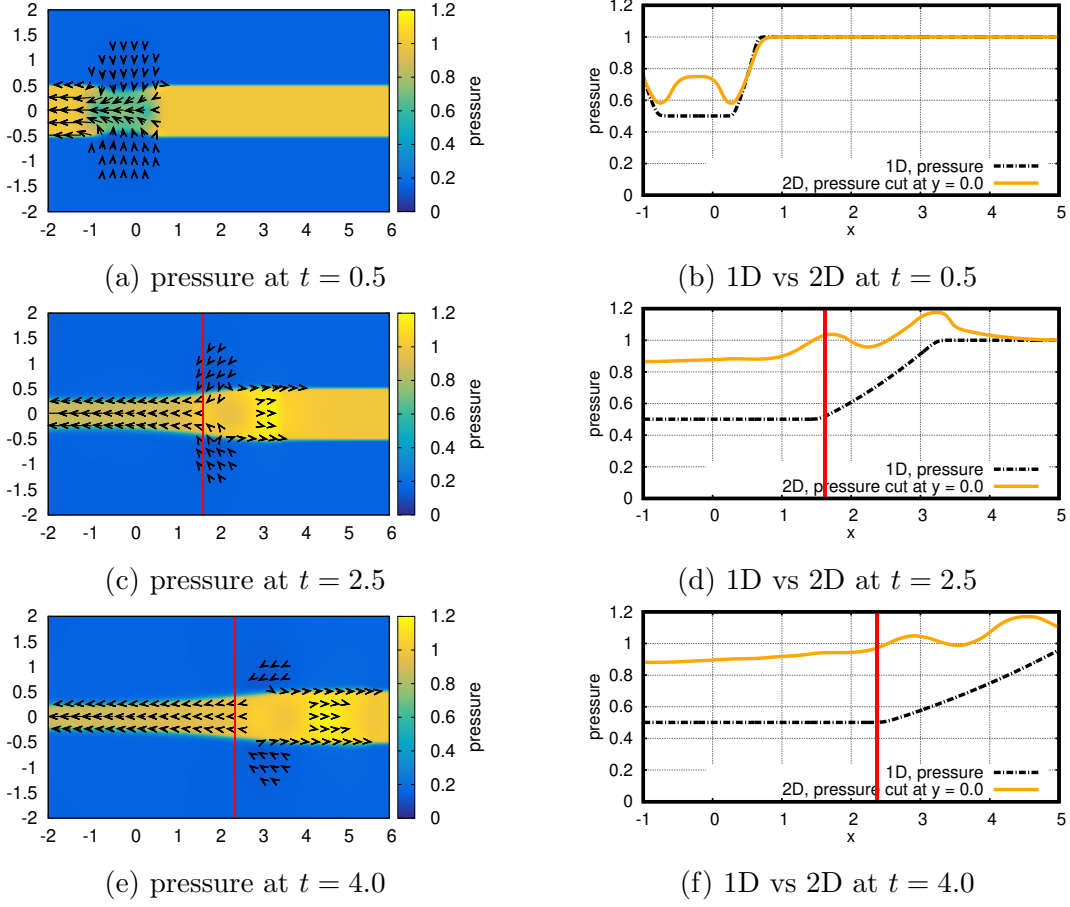 2
1.5
1
0.5
0
-0.5
-1
-1.5
-2
-2 -1 0 1 2 3 4 5 6
1.2
1
0.8
0.6
0.4
0.2
0
pressure
(a) pressure at t = 0.5
1.2
1
0.8
0.6
0.4
0.2
0
pressure
-1 0 1 2 3 4 5
x
1D, pressure
2D, pressure cut at y = 0.0
(b) 1D vs 2D at t = 0.5
2
1.5
1
0.5
0
-0.5
-1
-1.5
-2
-2 -1 0 1 2 3 4 5 6
1.2
1
0.8
0.6
0.4
0.2
0
pressure
(c) pressure at t = 2.5
1.2
1
0.8
0.6
0.4
0.2
0
pressure
-1 0 1 2 3 4 5
x
1D, pressure
2D, pressure cut at y = 0.0
(d) 1D vs 2D at t = 2.5
2
1.5
1
0.5
0
-0.5
-1
-1.5
-2
-2 -1 0 1 2 3 4 5 6
1.2
1
0.8
0.6
0.4
0.2
0
pressure
(e) pressure at t = 4.0
1.2
1
0.8
0.6
0.4
0.2
0
pressure
-1 0 1 2 3 4 5
x
1D, pressure
2D, pressure cut at y = 0.0
(f) 1D vs 2D at t = 4.0